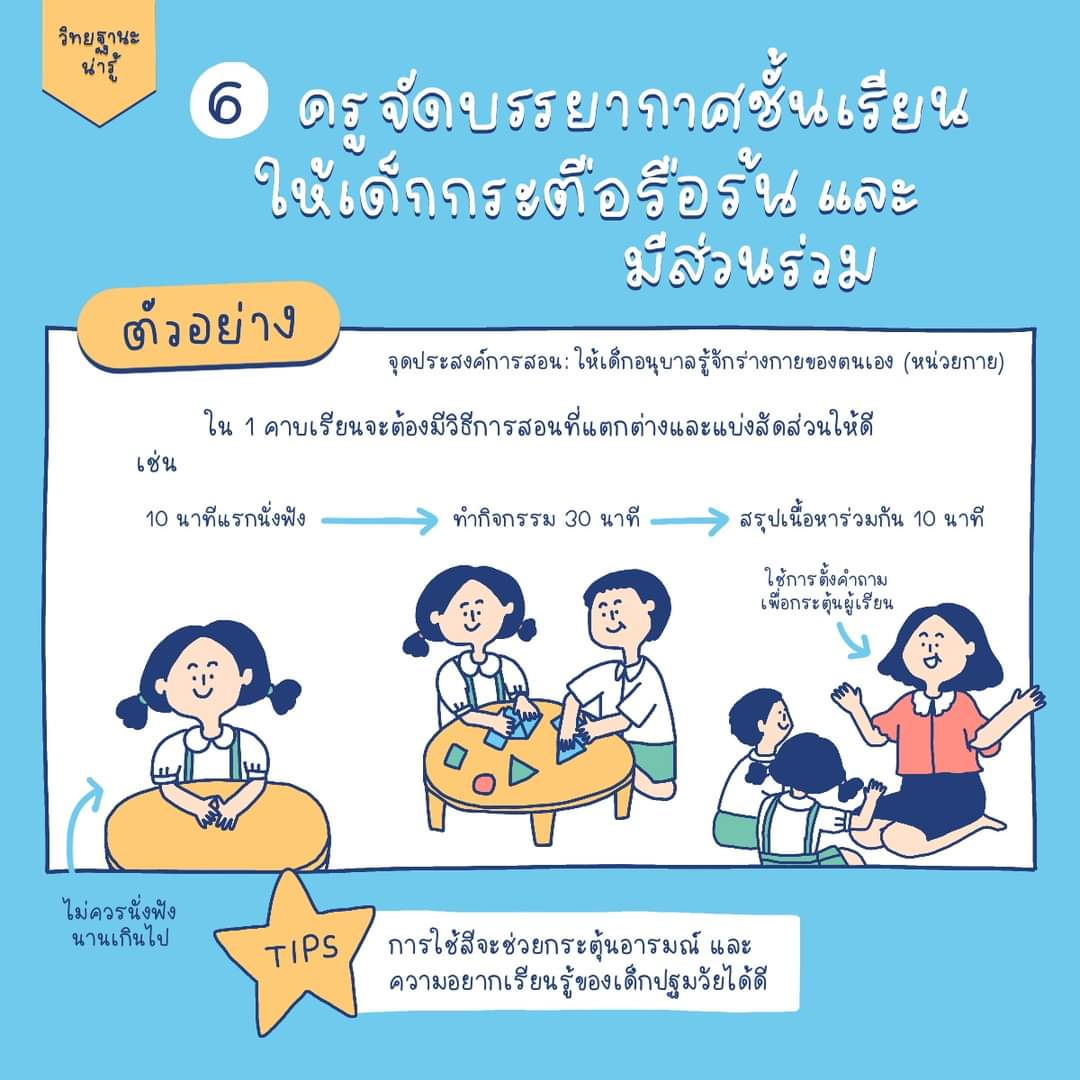 วิทยฐานะ
น่ารู้
6 ครูจัดบรรยากาศชั้นเรียน
ให้เด็กกระตือรือร้น และ
มีส่วนร่วม
ตัวอย่าง
จุดประสงค์การสอน: ให้เด็กอนุบาลรู้จักร่างกายของตนเอง (หน่วยกาย)
ใน 1 คาบเรียนจะต้องมีวิธีการสอนที่แตกต่างและแบ่งสัดส่วนให้ดี
เช่น
10 นาทีแรกนั่งฟัง
ทำกิจกรรม 30 นาที
สรุปเนื้อหาร่วมกัน 10 นาที
ใช้การตั้งคำถาม
เพื่อกระตุ้นผู้เรียน
ไม่ควรนั่งฟัง
นานเกินไป
TIPS
การใช้สีจะช่วยกระตุ้นอารมณ์ และ
ความอยากเรียนรู้ของเด็กปฐมวัยได้ดี